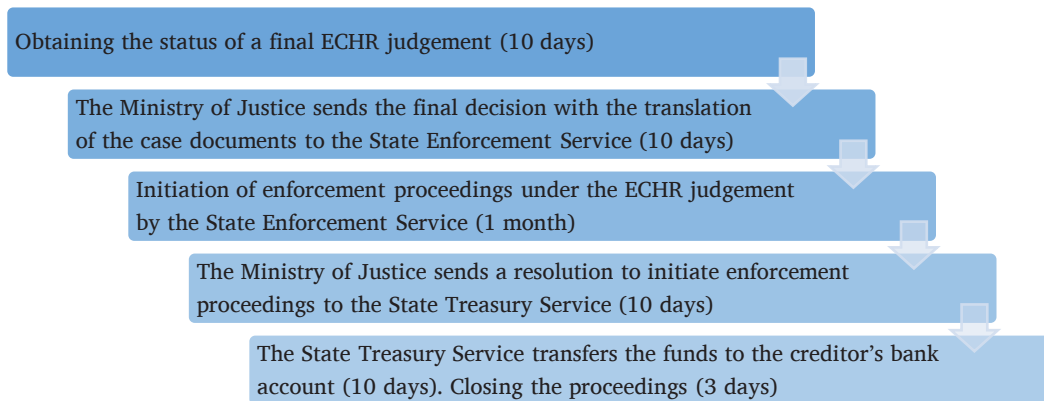 Obtaining the status of a final ECHR judgement (10 days)
The Ministry of Justice sends the final decision with the translation
of the case documents to the State Enforcement Service (10 days)
Initiation of enforcement proceedings under the ECHR judgement
by the State Enforcement Service (1 month)
The Ministry of Justice sends a resolution to initiate enforcement
proceedings to the State Treasury Service (10 days)
The State Treasury Service transfers the funds to the creditor’s bank
account (10 days). Closing the proceedings (3 days)